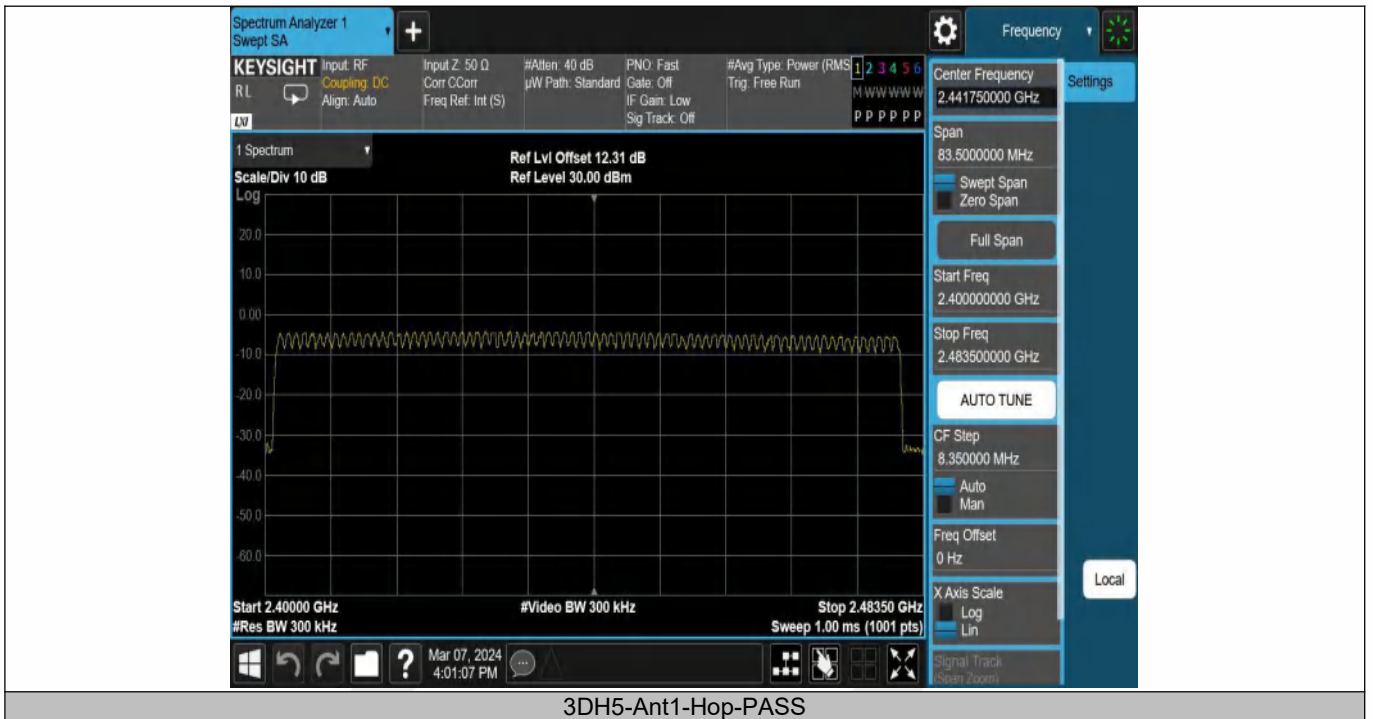 Spectrum Analyzer 1
Swept SA
+
Frequency
KEYSIGHT
RL
LXI
Input: RF
Coupling: DC
Align: Auto
Input Z: 50 Ω
Corr CCorr
Freq Ref: Int (S)
#Atten: 40 dB
µW Path: Standard
PNO: Fast
Gate: Off
IF Gain: Low
Sig Track: Off
#Avg Type: Power (RMS
Trig: Free Run
1 2 3 4 5 6
M W W W W W
P P P P P P
1 Spectrum
Scale/Div 10 dB
Ref Lvl Offset 12.31 dB
Ref Level 30.00 dBm
Log
20.0
10.0
0.00
-10.0
-20.0
-30.0
-40.0
-50.0
-60.0
Start 2.40000 GHz
#Res BW 300 kHz
#Video BW 300 kHz
Stop 2.48350 GHz
Sweep 1.00 ms (1001 pts)
?
Mar 07, 2024
4:01:07 PM
Center Frequency
2.441750000 GHz
Settings
Span
83.5000000 MHz
Swept Span
Zero Span
Full Span
Start Freq
2.400000000 GHz
Stop Freq
2.483500000 GHz
AUTO TUNE
CF Step
8.350000 MHz
Auto
Man
Freq Offset
0 Hz
Local
X Axis Scale
Log
Lin
Signal Track
(Span Zoom)
3DH5-Ant1-Hop-PASS